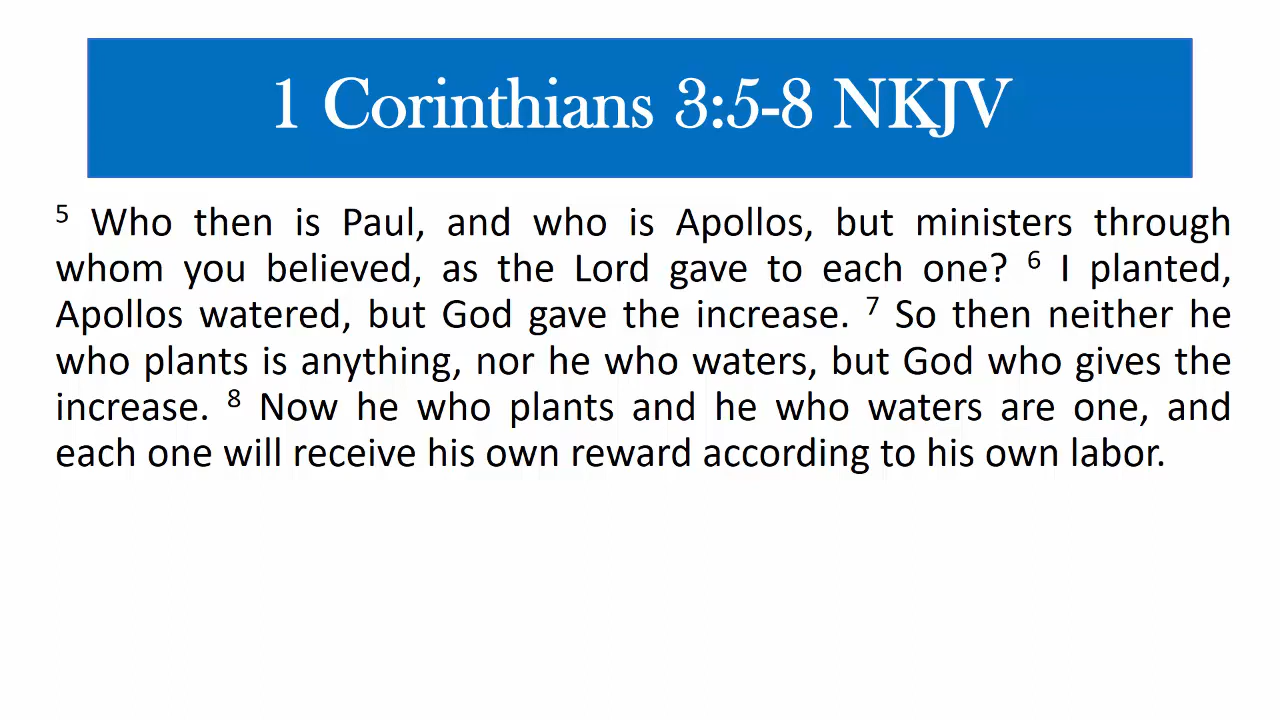 1 Corinthians 3:5-8 NKJV
⁵ Who then is Paul, and who is Apollos, but ministers through
whom you believed, as the Lord gave to each one? ⁶ I planted,
Apollos watered, but God gave the increase. ⁷ So then neither he
who plants is anything, nor he who waters, but God who gives the
increase. ⁸ Now he who plants and he who waters are one, and
each one will receive his own reward according to his own labor.